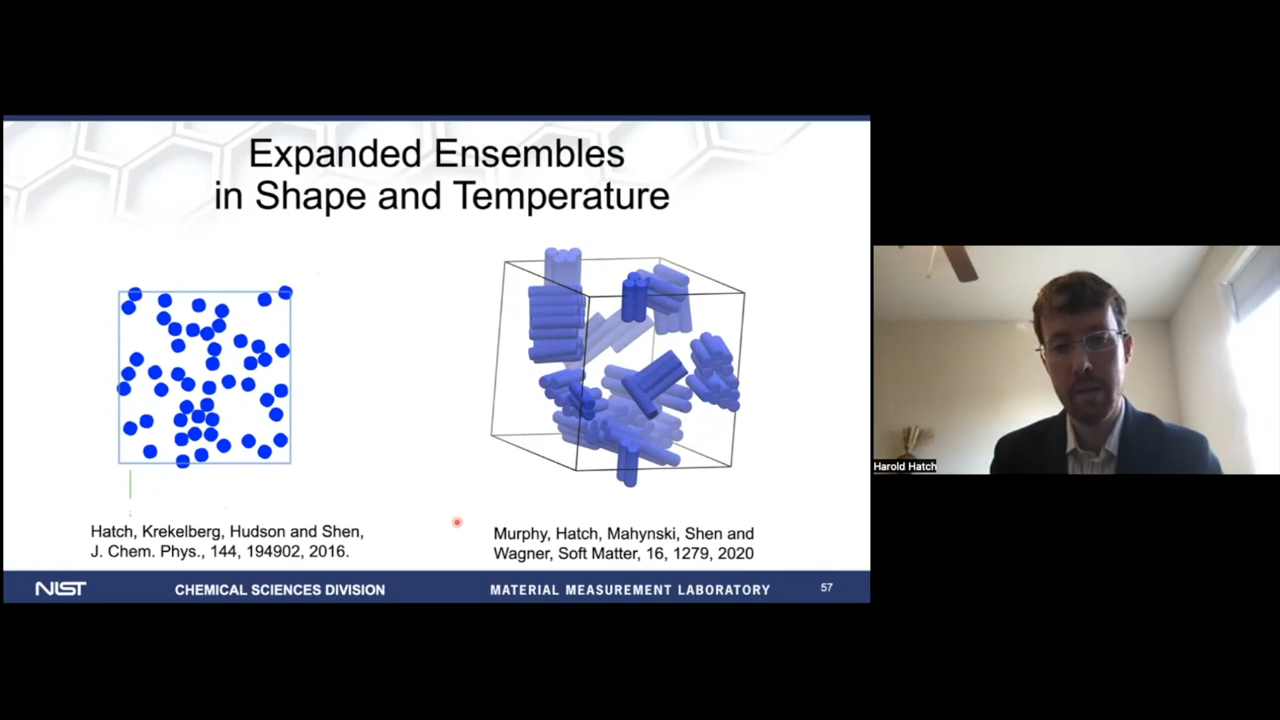 Expanded Ensembles
in Shape and Temperature
Hatch, Krekelberg, Hudson and Shen,
J. Chem. Phys., 144, 194902, 2016.
Murphy, Hatch, Mahynski, Shen and
Wagner, Soft Matter, 16, 1279, 2020
NIST
CHEMICAL SCIENCES DIVISION
MATERIAL MEASUREMENT LABORATORY
57
Harold Hatch